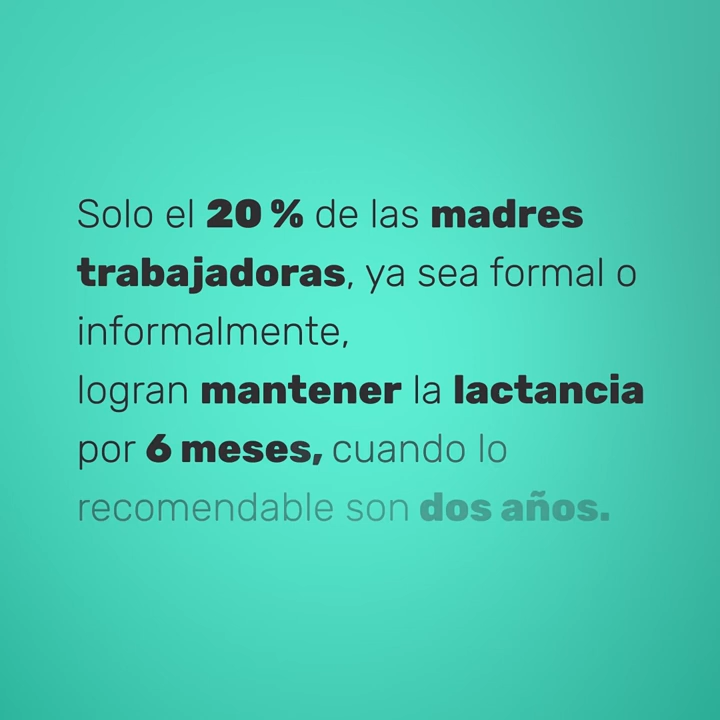 Solo el 20 % de las madres
trabajadoras, ya sea formal o
informalmente,
logran mantener la lactancia
por 6 meses, cuando lo
recomendable son dos años.